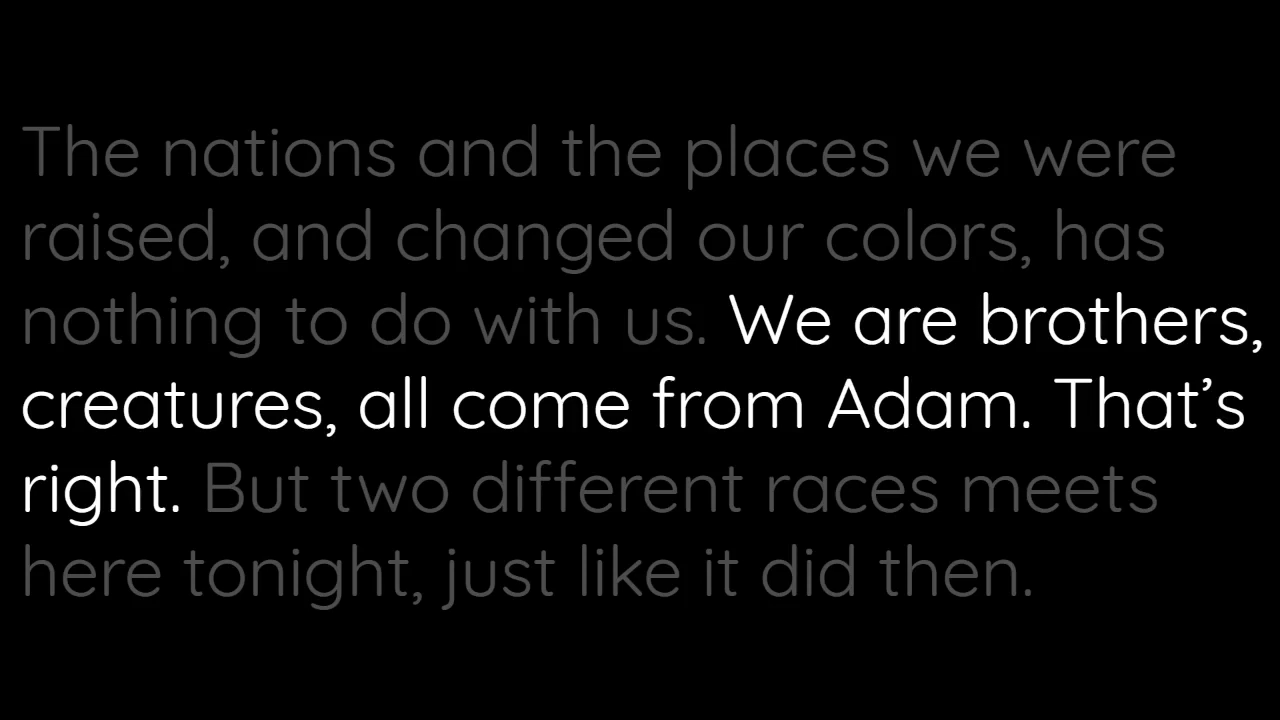 The nations and the places we were
raised, and changed our colors, has
nothing to do with us. We are brothers,
creatures, all come from Adam. That’s
right. But two different races meets
here tonight, just like it did then.